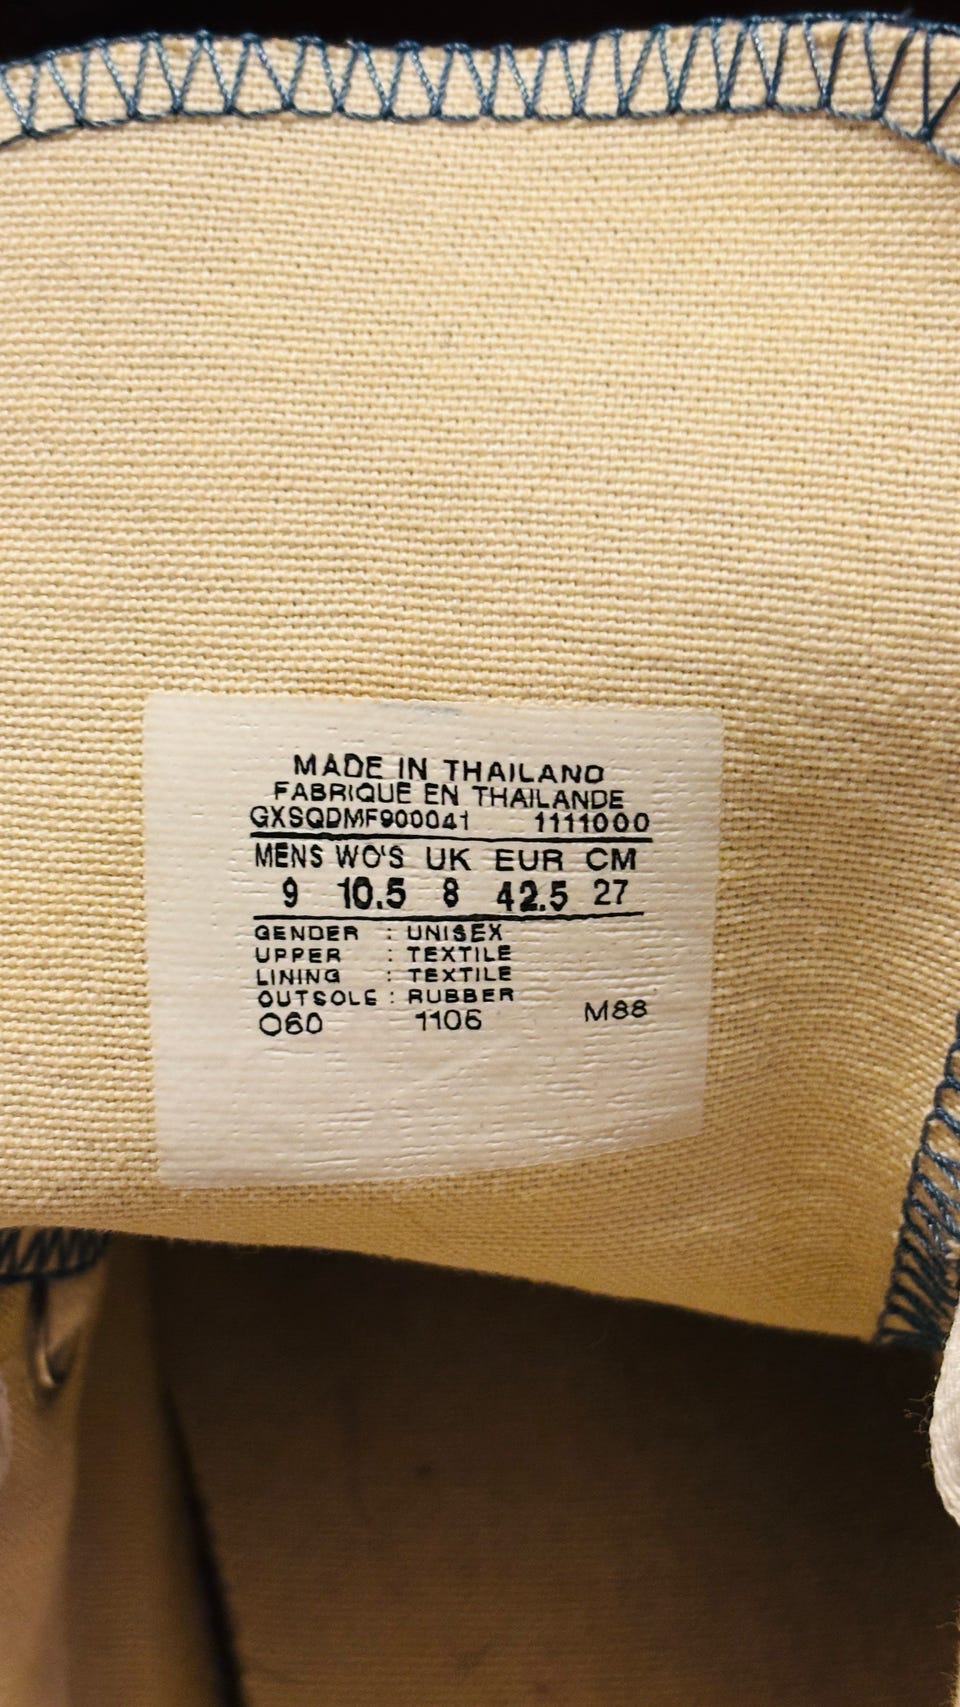 MADE IN THAILAND
FABRIQUE EN THAILANDE
GXSQDMF900041 1111000
MENS WO'S UK EUR CM
9 10.5 8 42.5 27
GENDER : UNISEX
UPPER : TEXTILE
LINING : TEXTILE
OUTSOLE : RUBBER
O60 1106 M88